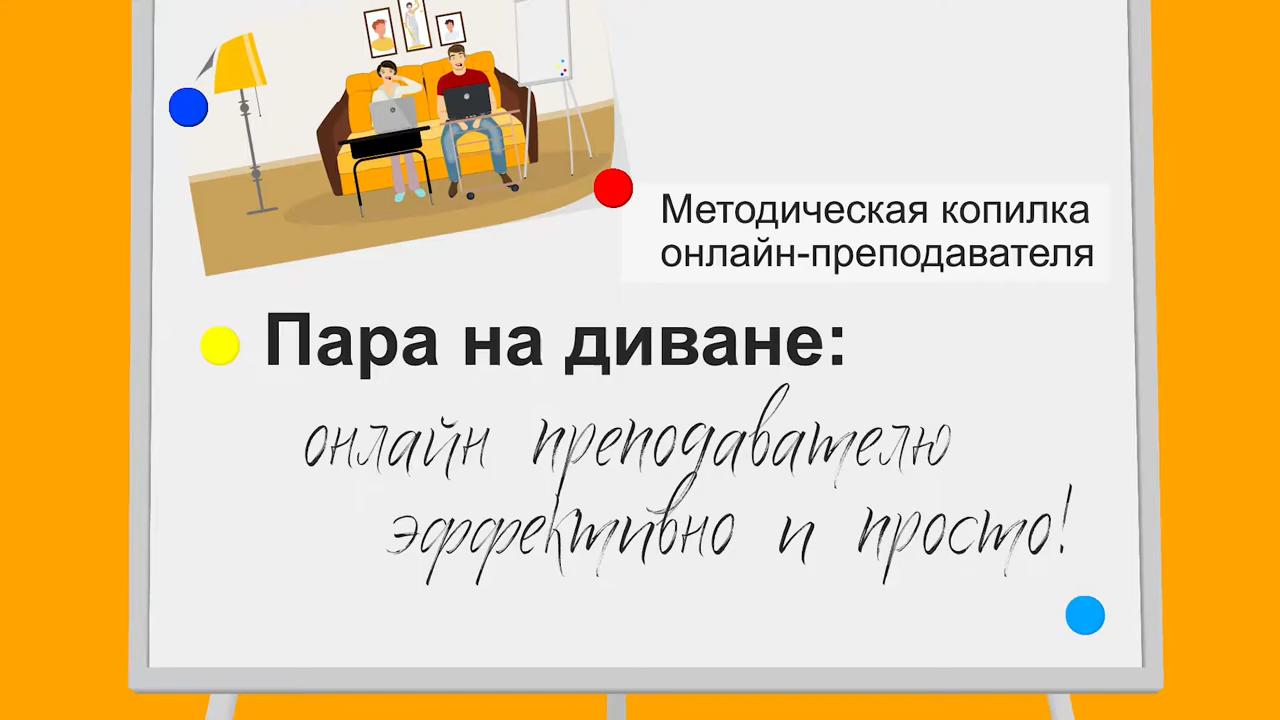 Методическая копилка
онлайн-преподавателя
Пара на диване:
онлайн преподавателю
эффективно и просто!